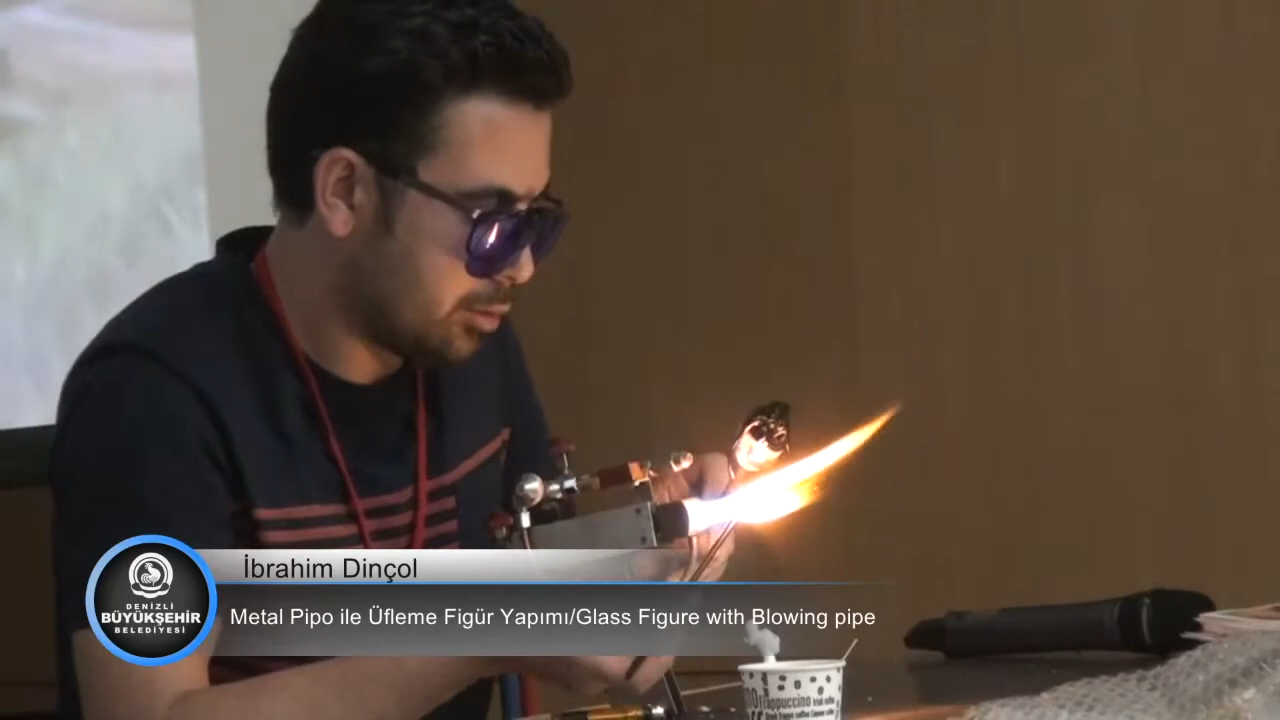 İbrahim Dinçol
DENİZLİ
BÜYÜKŞEHİR
BELEDİYESİ
Metal Pipo ile Üfleme Figür Yapımı/Glass Figure with Blowing pipe
frappuccino